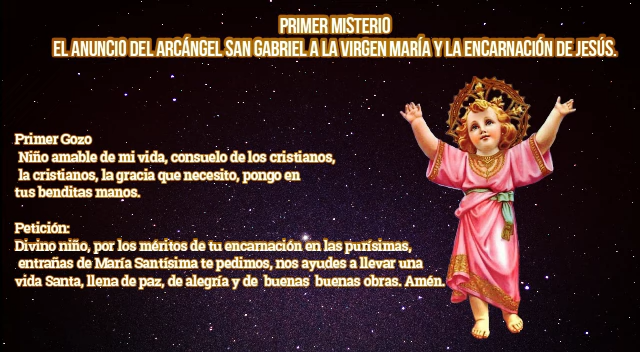 PRIMER MISTERIO
EL ANUNCIO DEL ARCÁNGEL SAN GABRIEL A LA VIRGEN MARÍA Y LA ENCARNACIÓN DE JESÚS.
Primer Gozo
Niño amable de mi vida, consuelo de los cristianos,
la cristianos, la gracia que necesito, pongo en
tus benditas manos.
Petición:
Divino niño, por los méritos de tu encarnación en las purísimas,
entrañas de María Santísima te pedimos, nos ayudes a llevar una
vida Santa, llena de paz, de alegría y de buenas buenas obras. Amén.